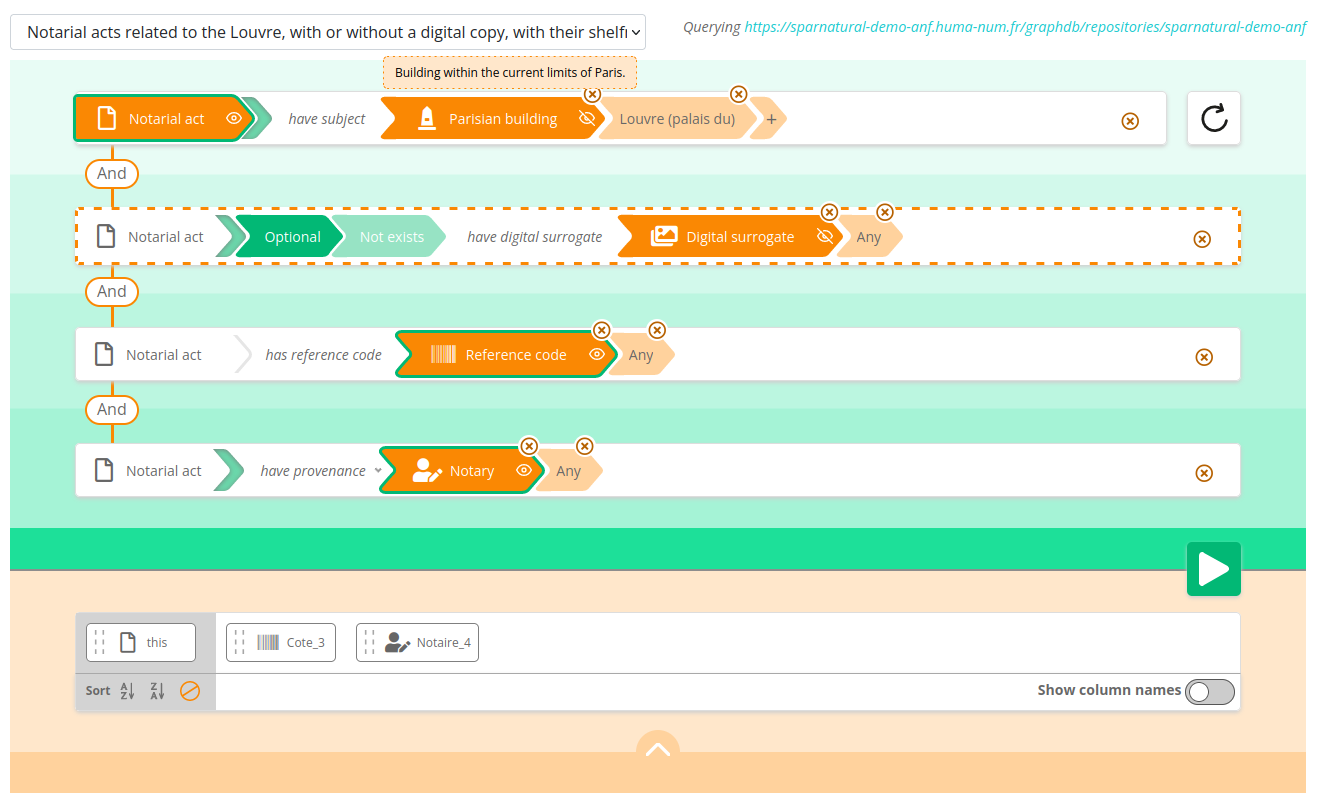 Notarial acts related to the Louvre, with or without a digital copy, with their shelfi
Querying https://sparnatural-demo-anf.huma-num.fr/graphdb/repositories/sparnatural-demo-anf
Building within the current limits of Paris.
Notarial act have subject Parisian building Louvre (palais du) +
And
Notarial act Optional Not exists have digital surrogate Digital surrogate Any
And
Notarial act has reference code Reference code Any
And
Notarial act have provenance Notary Any
this Cote_3 Notaire_4
Sort A Z Z A Show column names